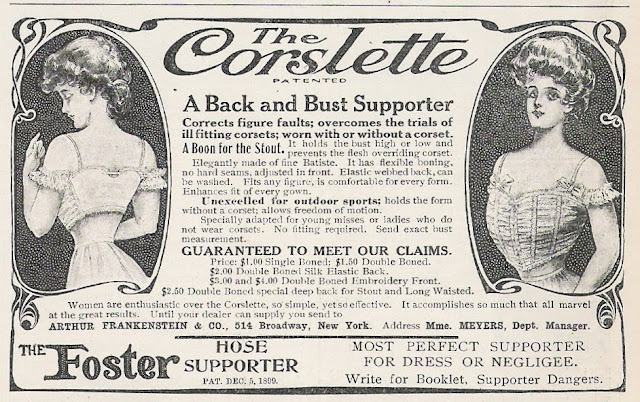 The
Corslette
PATENTED
A Back and Bust Supporter
Corrects figure faults; overcomes the trials of
ill fitting corsets; worn with or without a corset.
A Boon for the Stout. It holds the bust high or low and
prevents the flesh overriding corset.
Elegantly made of fine Batiste. It has flexible boning,
no hard seams, adjusted in front. Elastic webbed back, can
be washed. Fits any figure, is comfortable for every form.
Enhances fit of every gown.
Unexcelled for outdoor sports; holds the form
without a corset; allows freedom of motion.
Specially adapted for young misses or ladies who do
not wear corsets. No fitting required. Send exact bust
measurement.
GUARANTEED TO MEET OUR CLAIMS.
Price: $1.00 Single Boned; $1.50 Double Boned.
$2.00 Double Boned Silk Elastic Back.
$3.00 and $4.00 Double Boned Embroidery Front.
$2.50 Double Boned special deep back for Stout and Long Waisted.
Women are enthusiastic over the Corslette, so simple, yet so effective. It accomplishes so much that all marvel
at the great results. Until your dealer can supply you send to
ARTHUR FRANKENSTEIN & CO., 514 Broadway, New York. Address Mme. MEYERS, Dept. Manager.
THE Foster HOSE
SUPPORTER
PAT. DEC. 5, 1899.
MOST PERFECT SUPPORTER
FOR DRESS OR NEGLIGEE.
Write for Booklet, Supporter Dangers.